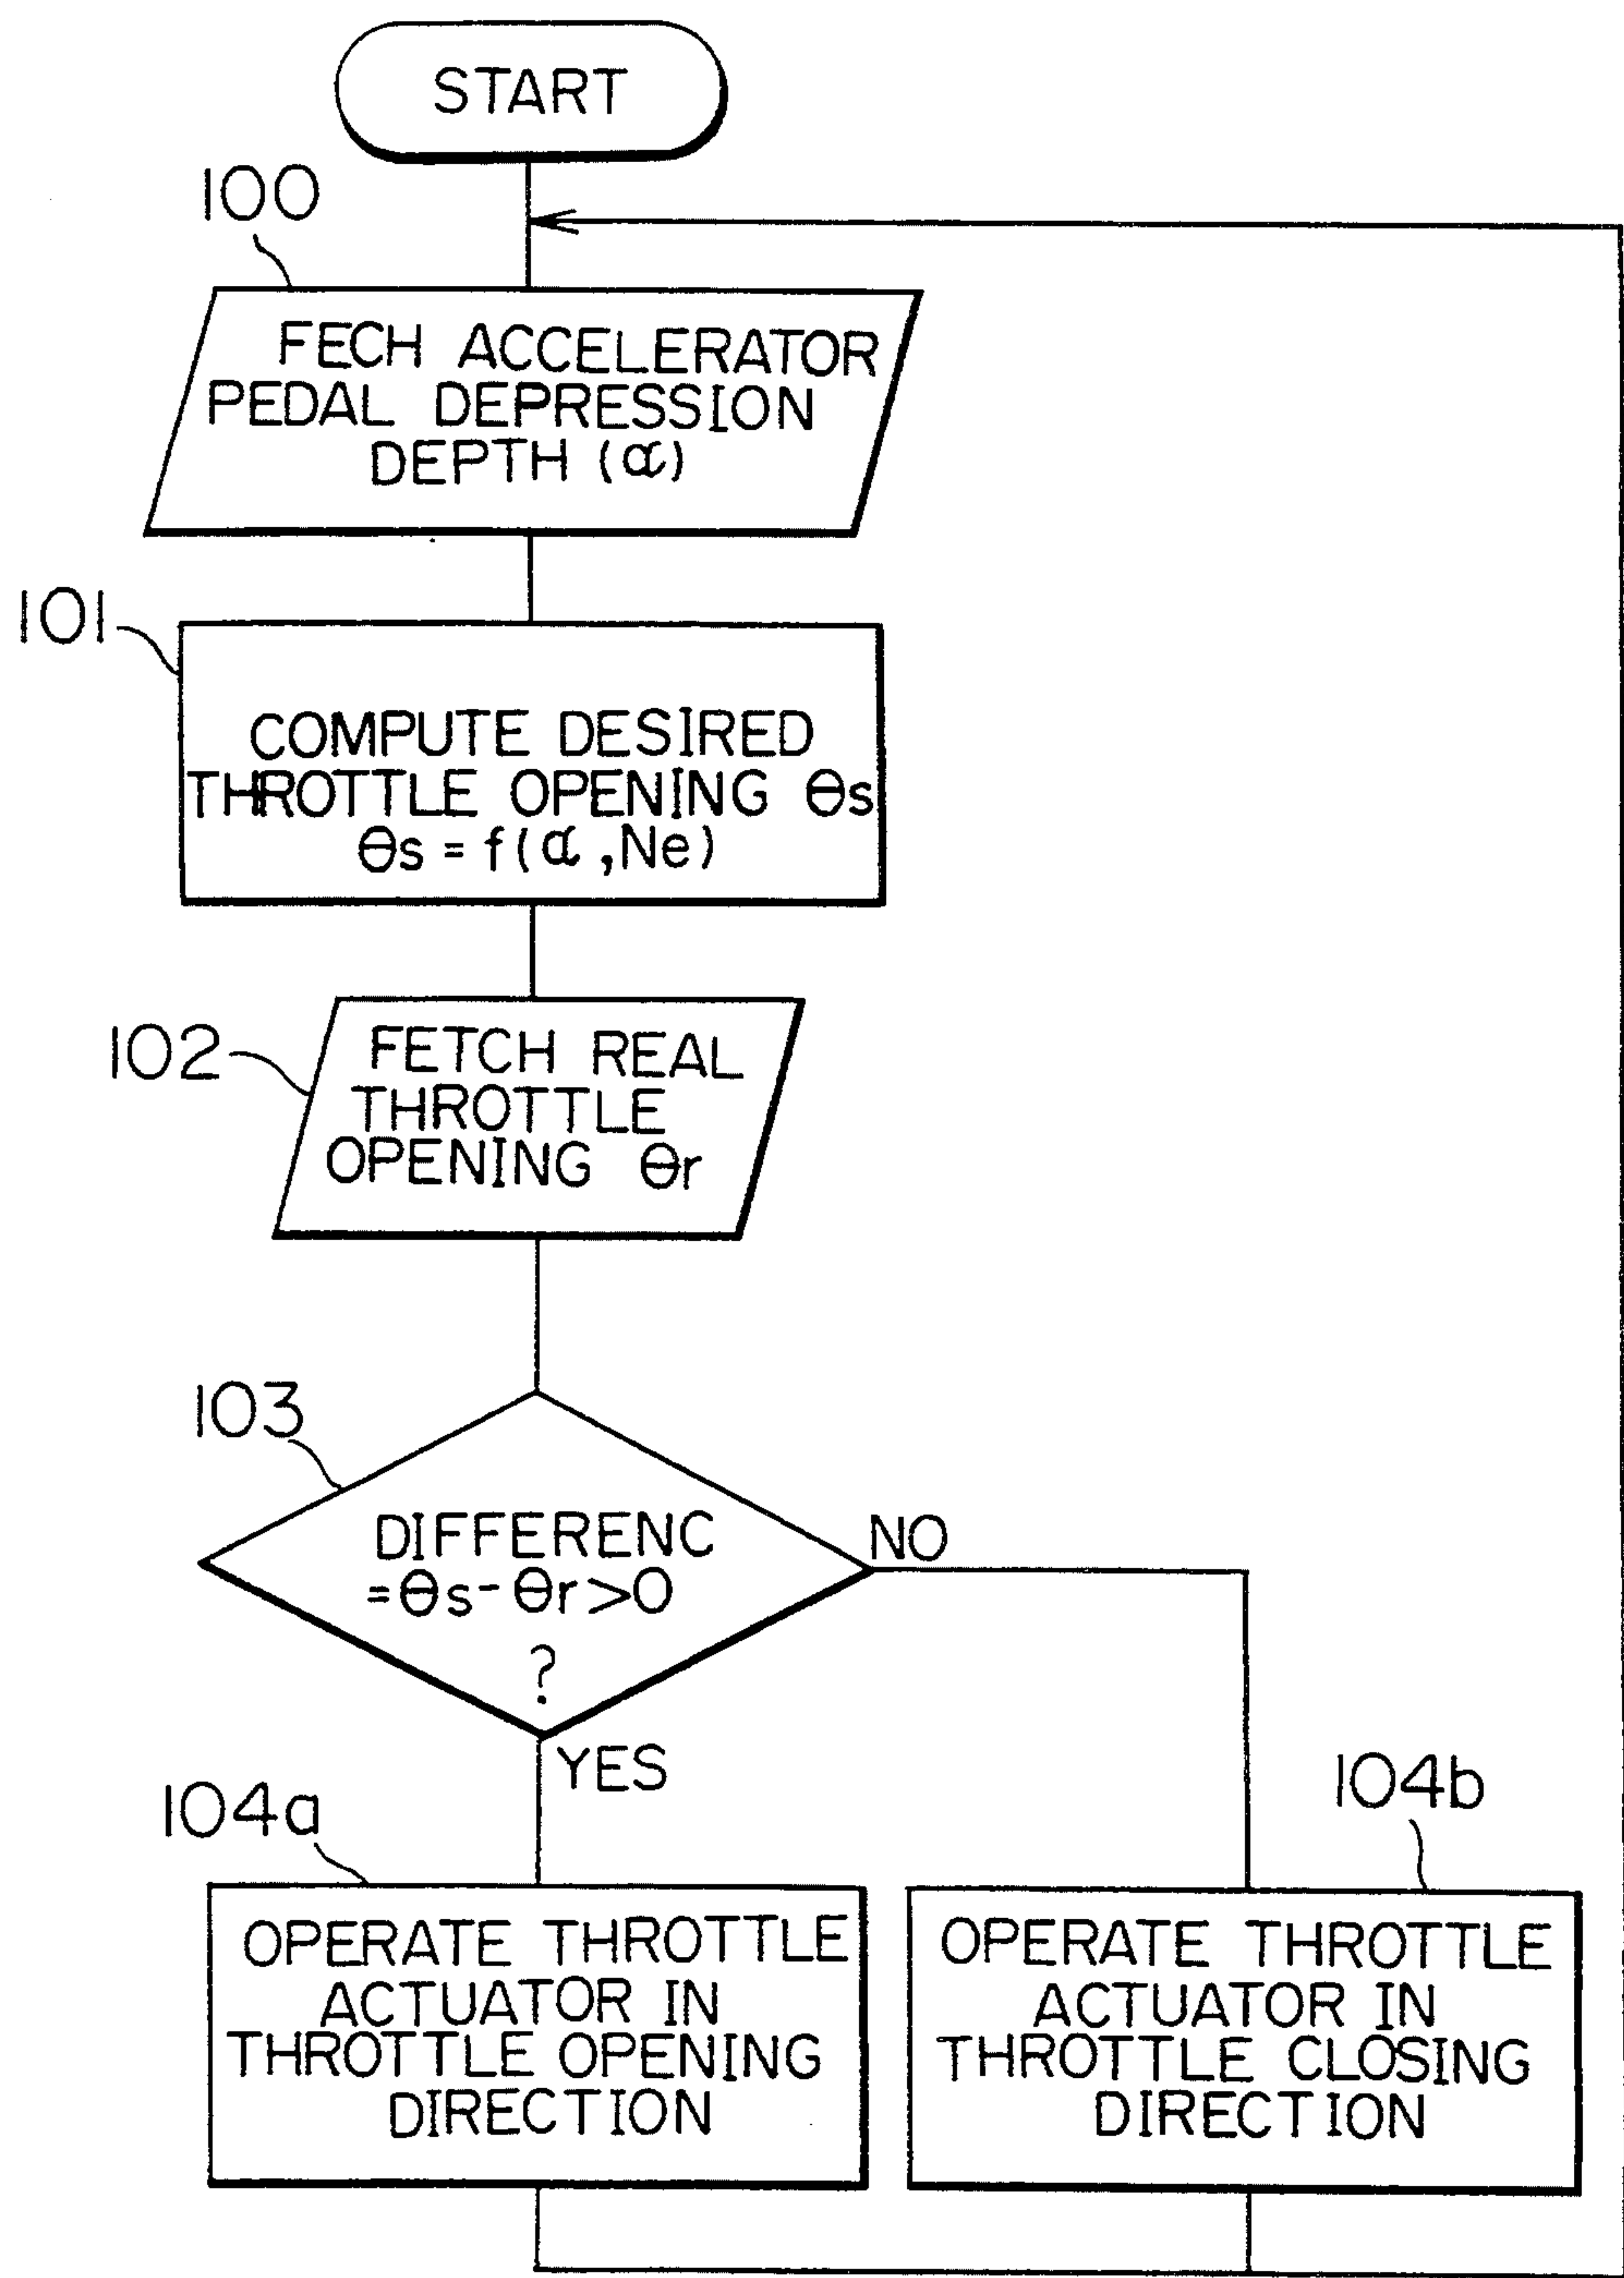 START
100
FECH ACCELERATOR
PEDAL DEPRESSION
DEPTH (α)
101
COMPUTE DESIRED
THROTTLE OPENING θs
θs = f(α, Ne)
102
FETCH REAL
THROTTLE
OPENING θr
103
DIFFERENC
=θs-θr>0
?
NO
YES
104a
104b
OPERATE THROTTLE
ACTUATOR IN
THROTTLE OPENING
DIRECTION
OPERATE THROTTLE
ACTUATOR IN
THROTTLE CLOSING
DIRECTION